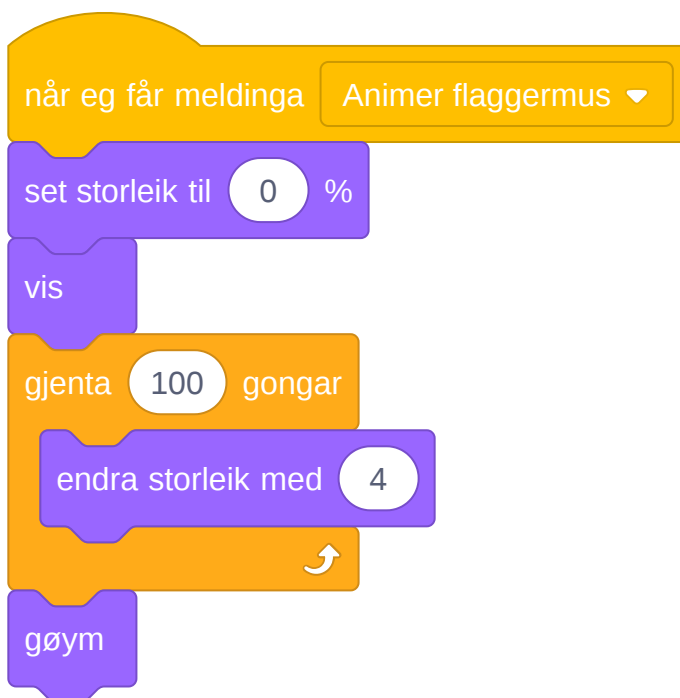 når eg får meldinga Animer flaggermus
set storleik til 0 %
vis
gjenta 100 gongar
endra storleik med 4
gøym